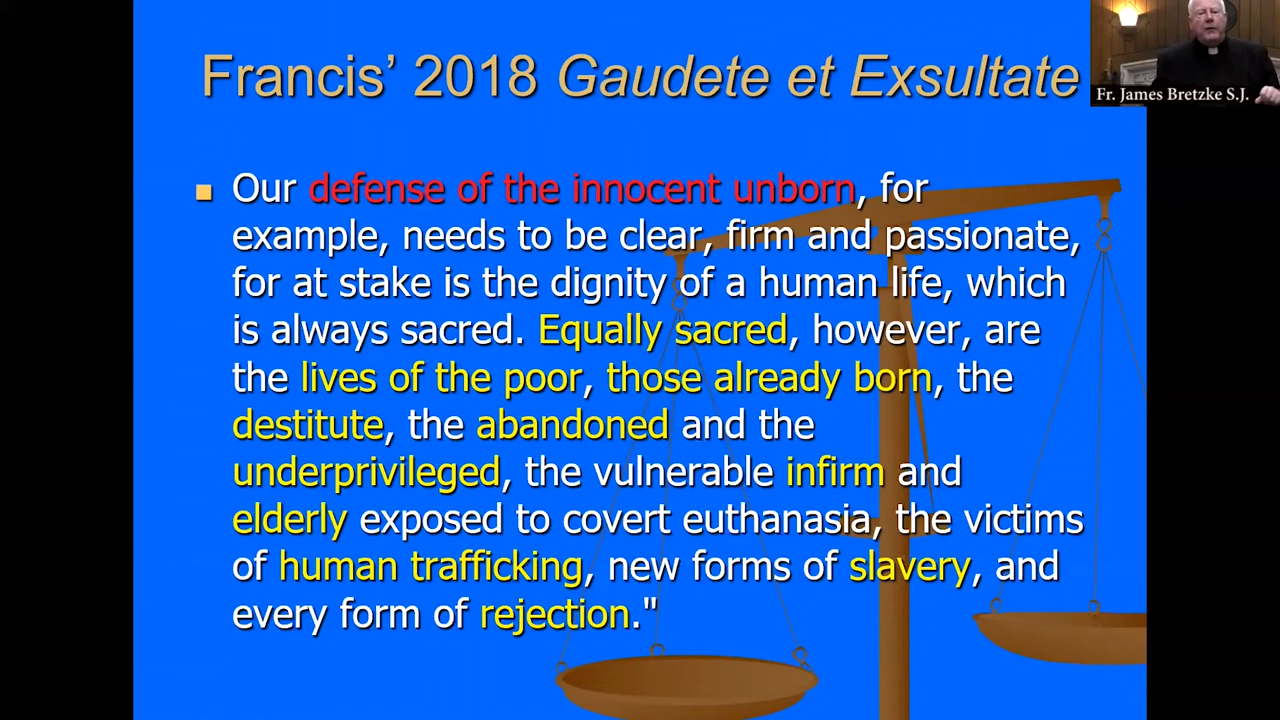 Francis’ 2018 Gaudete et Exsultate
Fr. James Bretzke S.J.
Our defense of the innocent unborn, for
example, needs to be clear, firm and passionate,
for at stake is the dignity of a human life, which
is always sacred. Equally sacred, however, are
the lives of the poor, those already born, the
destitute, the abandoned and the
underprivileged, the vulnerable infirm and
elderly exposed to covert euthanasia, the victims
of human trafficking, new forms of slavery, and
every form of rejection."